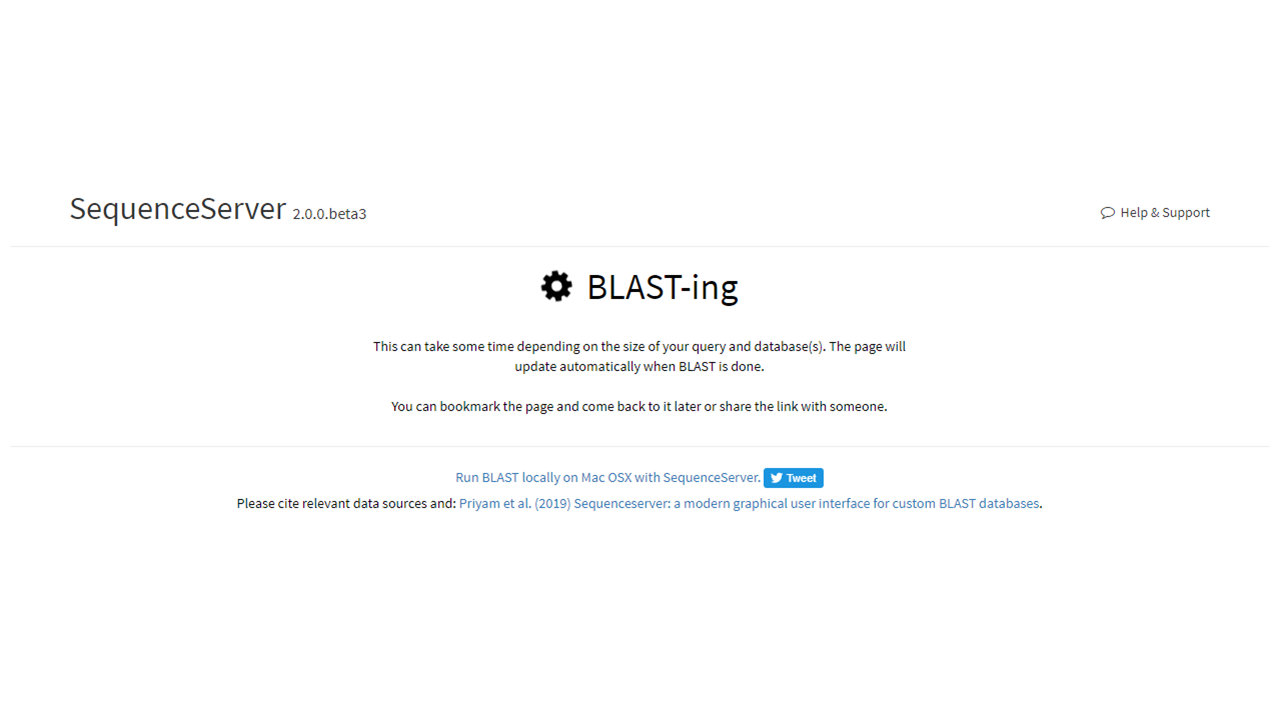 SequenceServer 2.0.0.beta3
Help & Support
BLAST-ing
This can take some time depending on the size of your query and database(s). The page will
update automatically when BLAST is done.
You can bookmark the page and come back to it later or share the link with someone.
Run BLAST locally on Mac OSX with SequenceServer. Tweet
Please cite relevant data sources and: Priyam et al. (2019) Sequenceserver: a modern graphical user interface for custom BLAST databases.